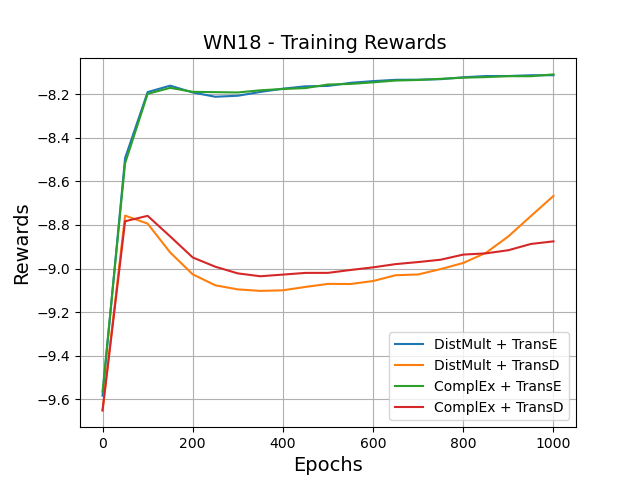 WN18 - Training Rewards
Rewards
−8.2
−8.4
−8.6
−8.8
−9.0
−9.2
−9.4
−9.6
DistMult + TransE
DistMult + TransD
ComplEx + TransE
ComplEx + TransD
0
200
400
600
800
1000
Epochs